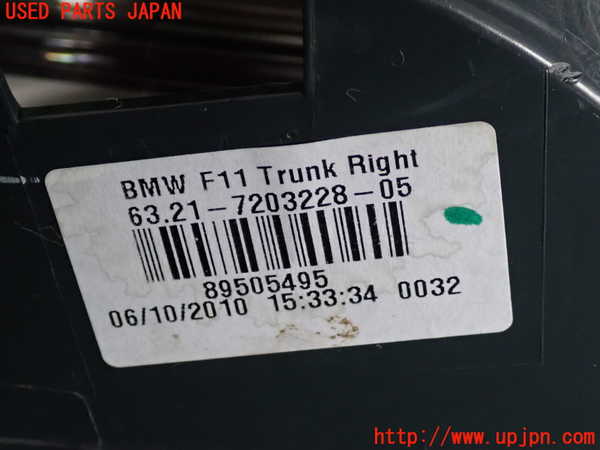 USED PARTS JAPAN
BMW F11 Trunk Right
63.21-7203228-05
89505495
06/10/2010 15:33:34 0032
UPJ
http://www.upjpn.com/